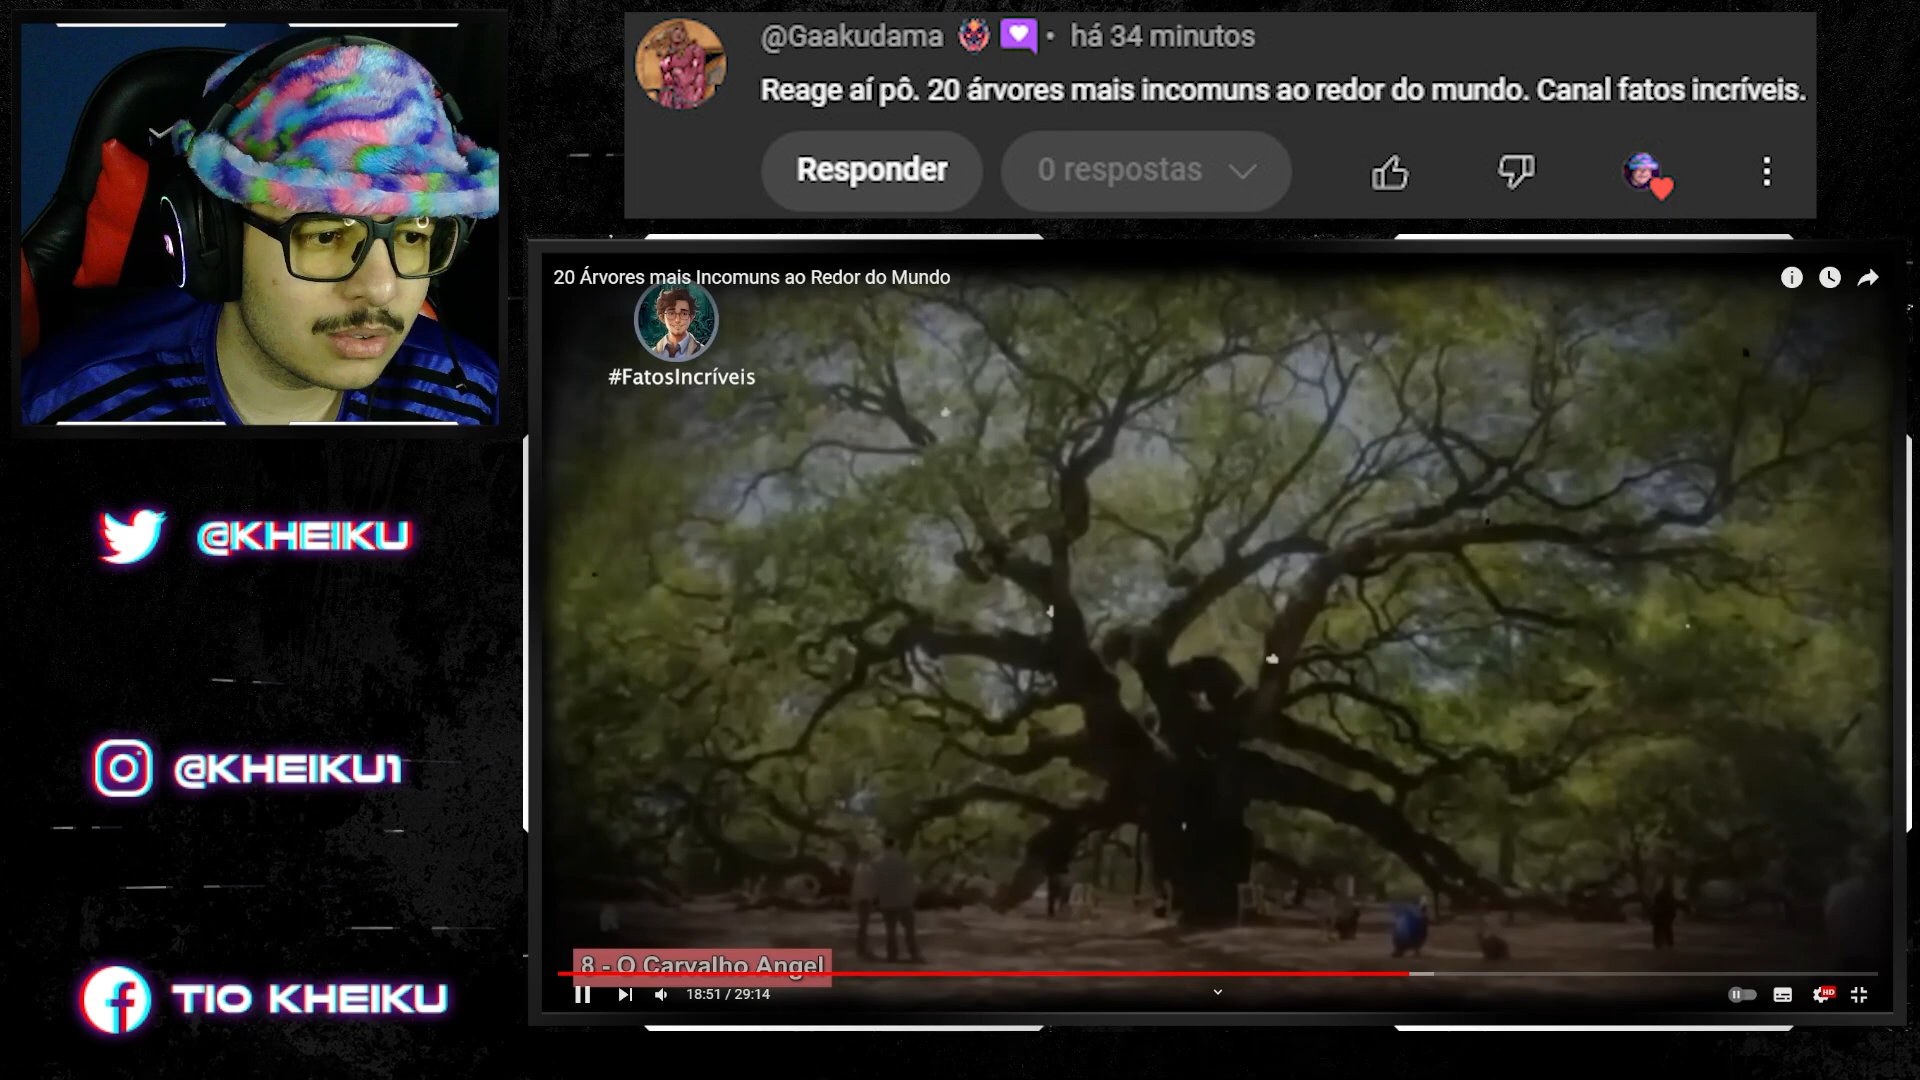 @Gaakudama • há 34 minutos
Reage aí pô. 20 árvores mais incomuns ao redor do mundo. Canal fatos incríveis.
Responder
0 respostas
20 Árvores mais Incomuns ao Redor do Mundo
#FatosIncríveis
@KHEIKU
@KHEIKU1
TIO KHEIKU
8 - O Carvalho Angel
18:51 / 29:14
HD